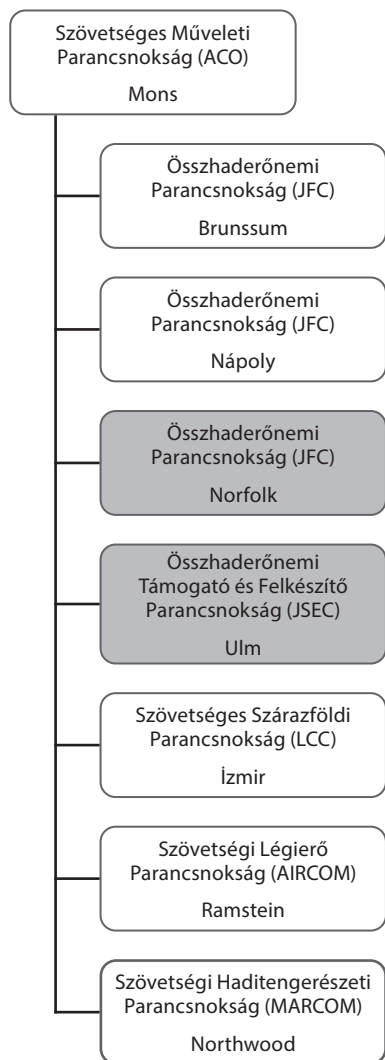 Szövetséges Műveleti
Parancsnokság (ACO)
Mons
Összhaderőnemi
Parancsnokság (JFC)
Brunssum
Összhaderőnemi
Parancsnokság (JFC)
Nápoly
Összhaderőnemi
Parancsnokság (JFC)
Norfolk
Összhaderőnemi
Támogató és Felkészítő
Parancsnokság (JSEC)
Ulm
Szövetséges Szárazföldi
Parancsnokság (LCC)
İzmir
Szövetségi Légierő
Parancsnokság (AIRCOM)
Ramstein
Szövetségi Haditengerészeti
Parancsnokság (MARCOM)
Northwood